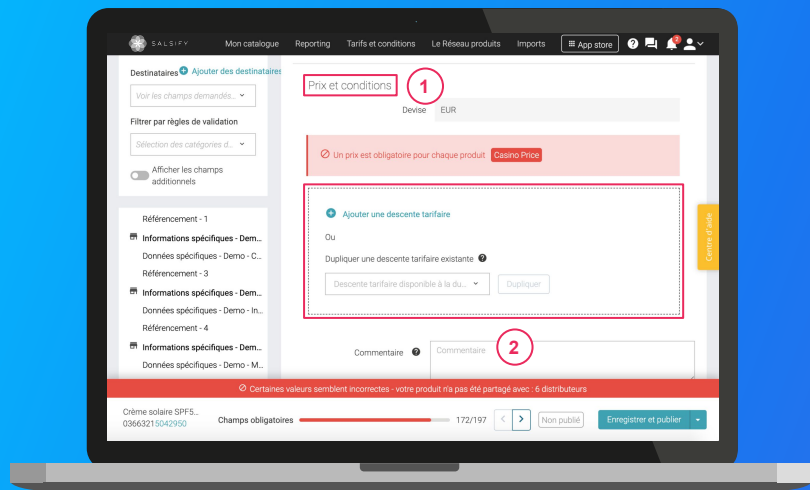 SALSIFY
Mon catalogue
Reporting
Tarifs et conditions
Le Réseau produits
Imports
App store
2
Destinataires
Ajouter des destinataires
Voir les champs demandés...
Filtrer par règles de validation
Sélection des catégories d...
Afficher les champs
additionnels
Référencement - 1
Informations spécifiques - Dem...
Données spécifiques - Demo - C...
Référencement - 3
Informations spécifiques - Dem...
Données spécifiques - Demo - In...
Référencement - 4
Informations spécifiques - Dem...
Données spécifiques - Demo - M...
Prix et conditions
1
Devise
EUR
Un prix est obligatoire pour chaque produit
Casino Price
Ajouter une descente tarifaire
Ou
Dupliquer une descente tarifaire existante
Descente tarifaire disponible à la du...
Dupliquer
Commentaire
Commentaire
2
Centre d'aide
Certaines valeurs semblent incorrectes - votre produit n'a pas été partagé avec : 6 distributeurs
Crème solaire SPF5...
03663215042950
Champs obligatoires
172/197
Non publié
Enregistrer et publier